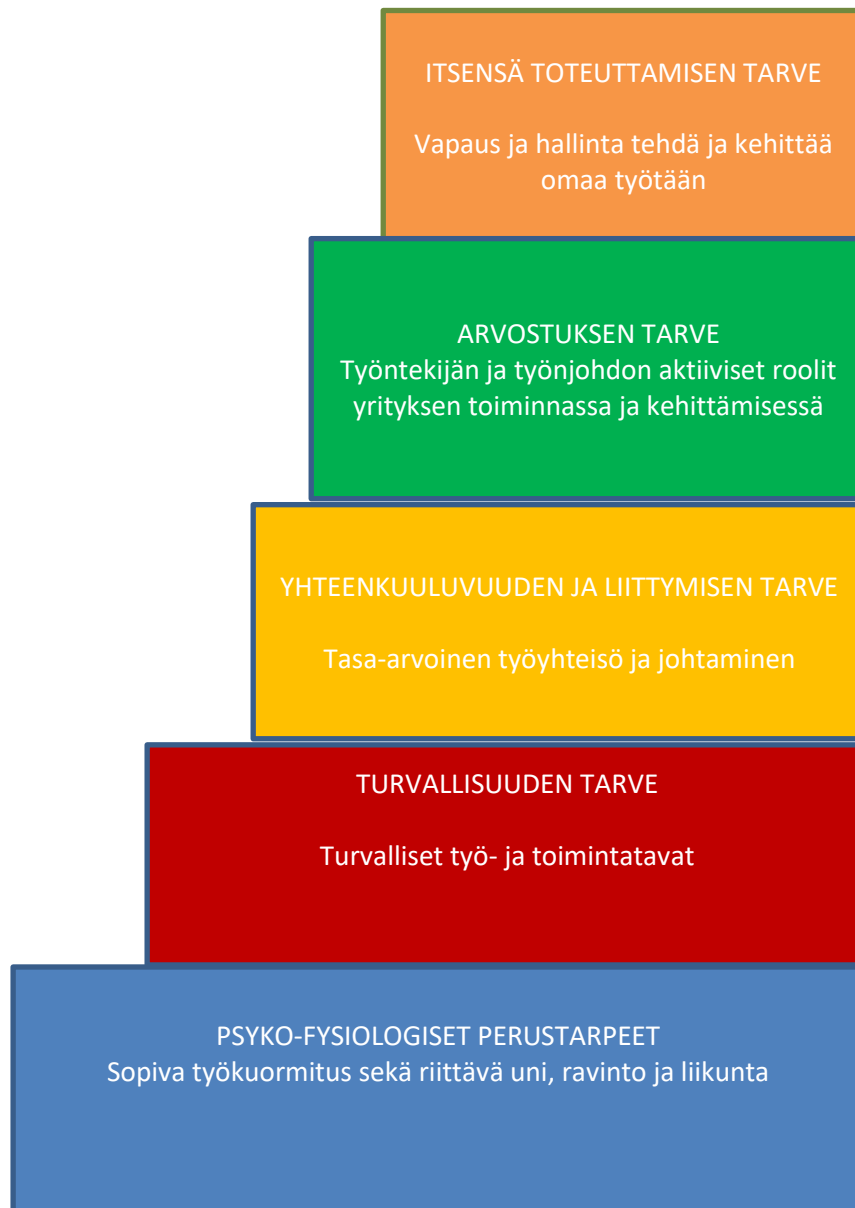 ITSENSÄ TOTEUTTAMISEN TARVE
Vapaus ja hallinta tehdä ja kehittää
omaa työtään
ARVOSTUKSEN TARVE
Työntekijän ja työnjohdon aktiiviset roolit
yrityksen toiminnassa ja kehittämisessä
YHTEENKUULUVUUDEN JA LIITTYMISEN TARVE
Tasa-arvoinen työyhteisö ja johtaminen
TURVALLISUUDEN TARVE
Turvalliset työ- ja toimintatavat
PSYKO-FYSIOLOGISET PERUSTARPEET
Sopiva työkuormitus sekä riittävä uni, ravinto ja liikunta